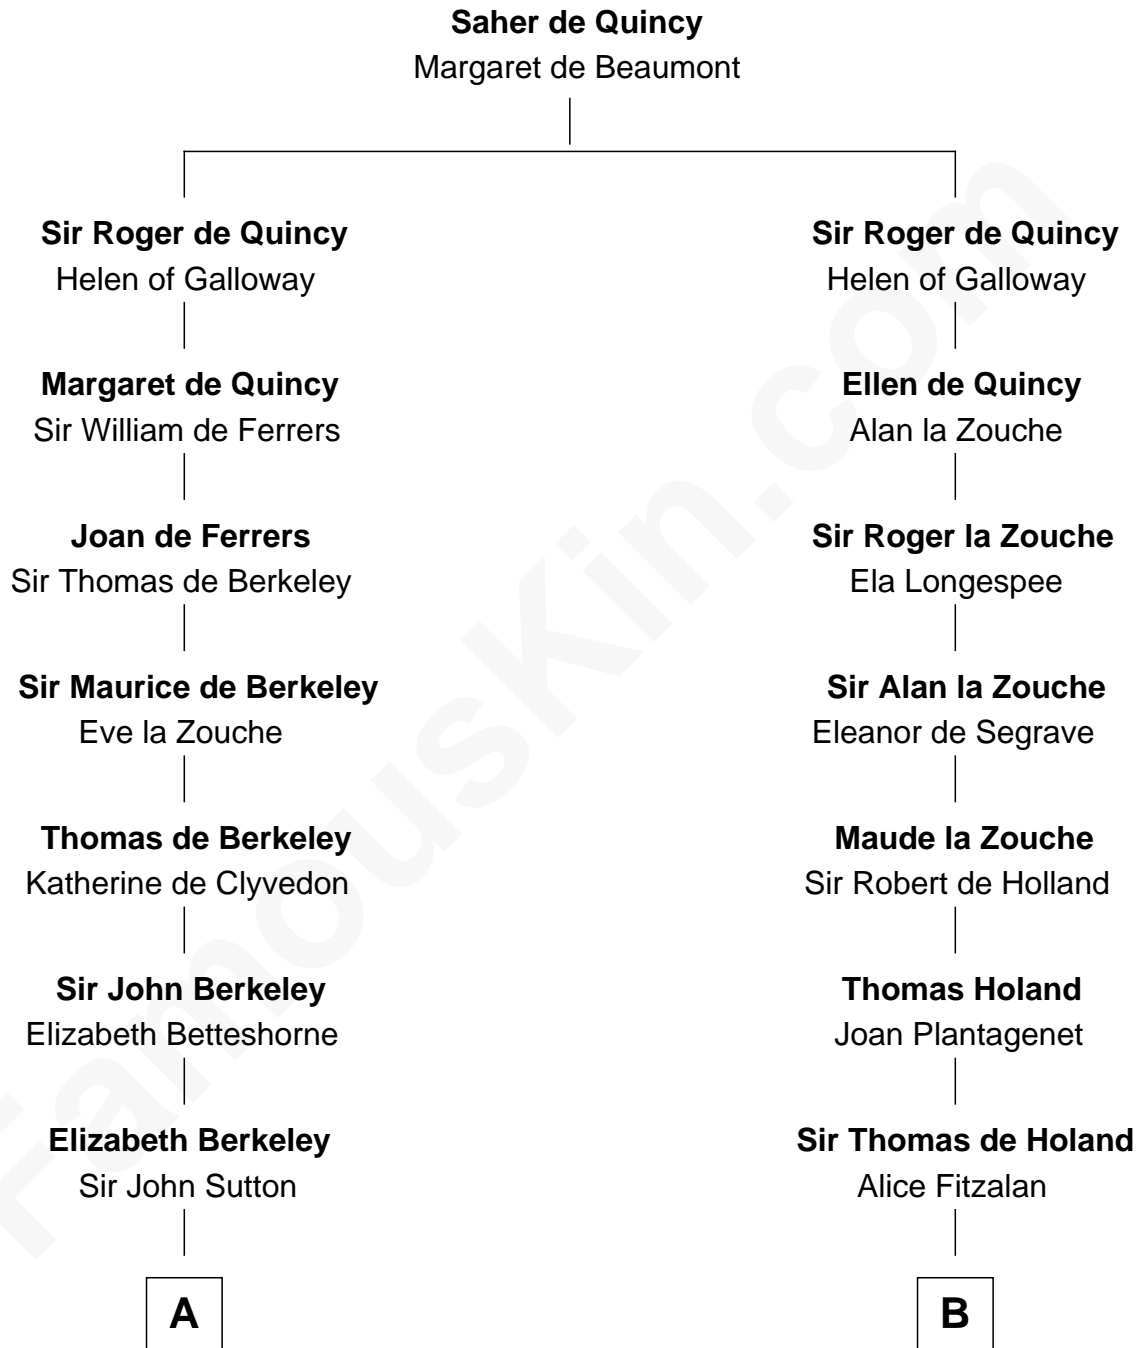 Saher de Quincy
Margaret de Beaumont
Sir Roger de Quincy
Helen of Galloway
Sir Roger de Quincy
Helen of Galloway
Margaret de Quincy
Sir William de Ferrers
Ellen de Quincy
Alan la Zouche
Joan de Ferrers
Sir Thomas de Berkeley
Sir Roger la Zouche
Ela Longespee
Sir Maurice de Berkeley
Eve la Zouche
Sir Alan la Zouche
Eleanor de Segrave
Thomas de Berkeley
Katherine de Clyvedon
Maude la Zouche
Sir Robert de Holland
Sir John Berkeley
Elizabeth Betteshorne
Thomas Holand
Joan Plantagenet
Elizabeth Berkeley
Sir John Sutton
Sir Thomas de Holand
Alice Fitzalan
A
B
FamousKin.com